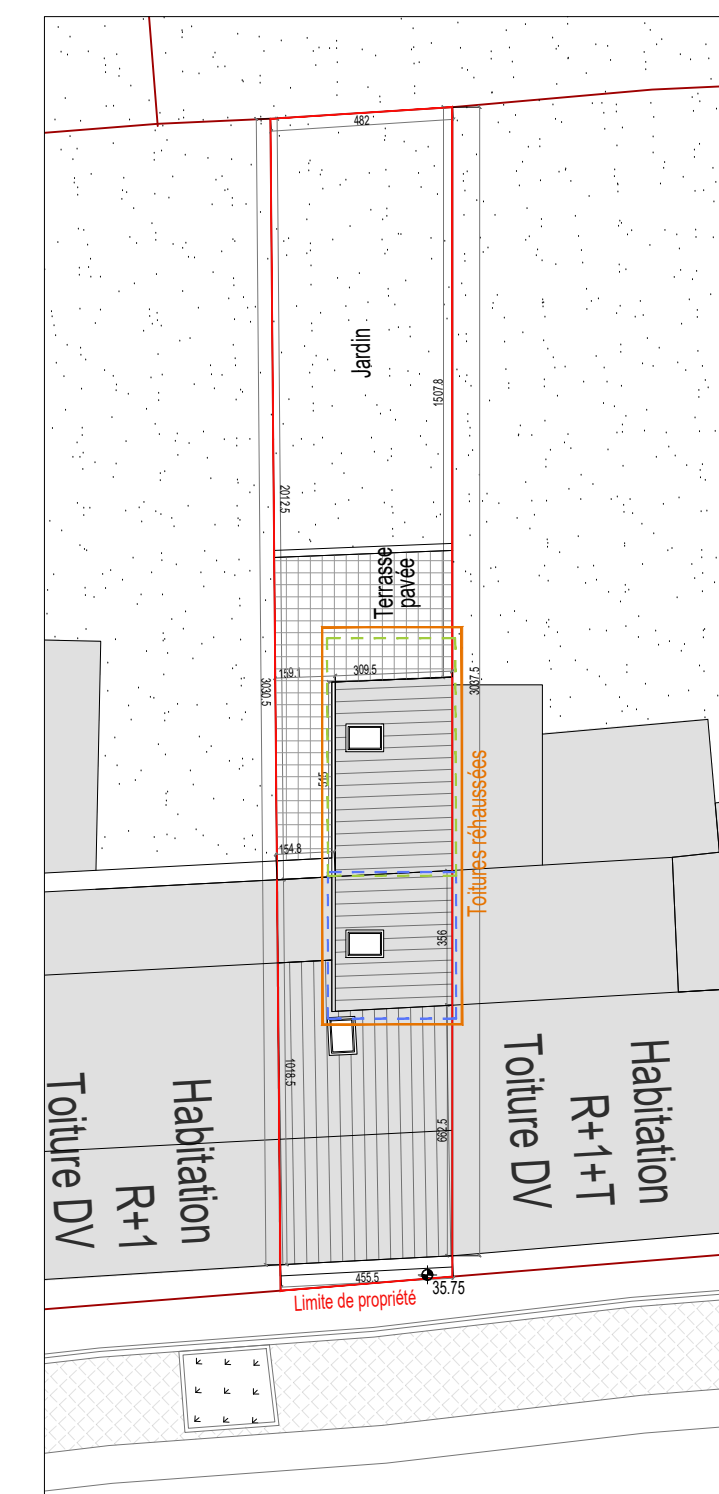 482
Jardin
1507.8
2012.5
Terrasse
pavée
159.1
309.5
3030.5
3037.5
515
Toitures réhaussées
154.8
356
1018.5
662.5
Toiture DV
R+1
Habitation
Toiture DV
R+1+T
Habitation
455.5
35.75
Limite de propriété